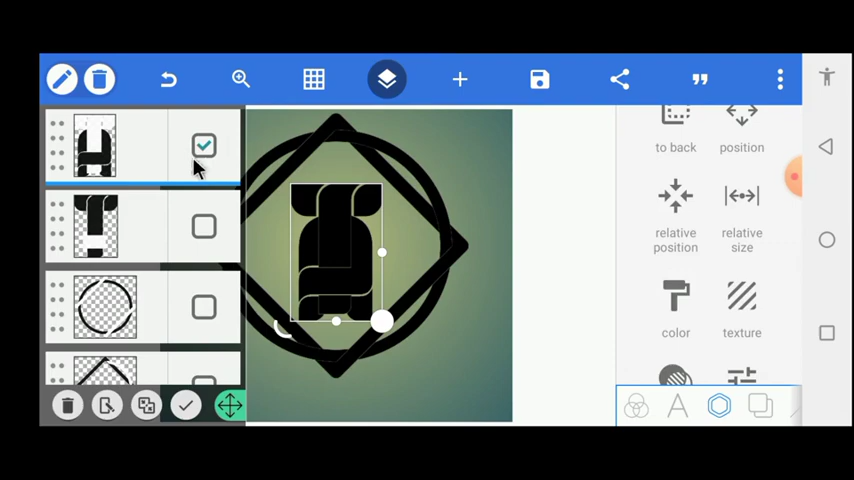 to back
position
relative position
relative size
color
texture